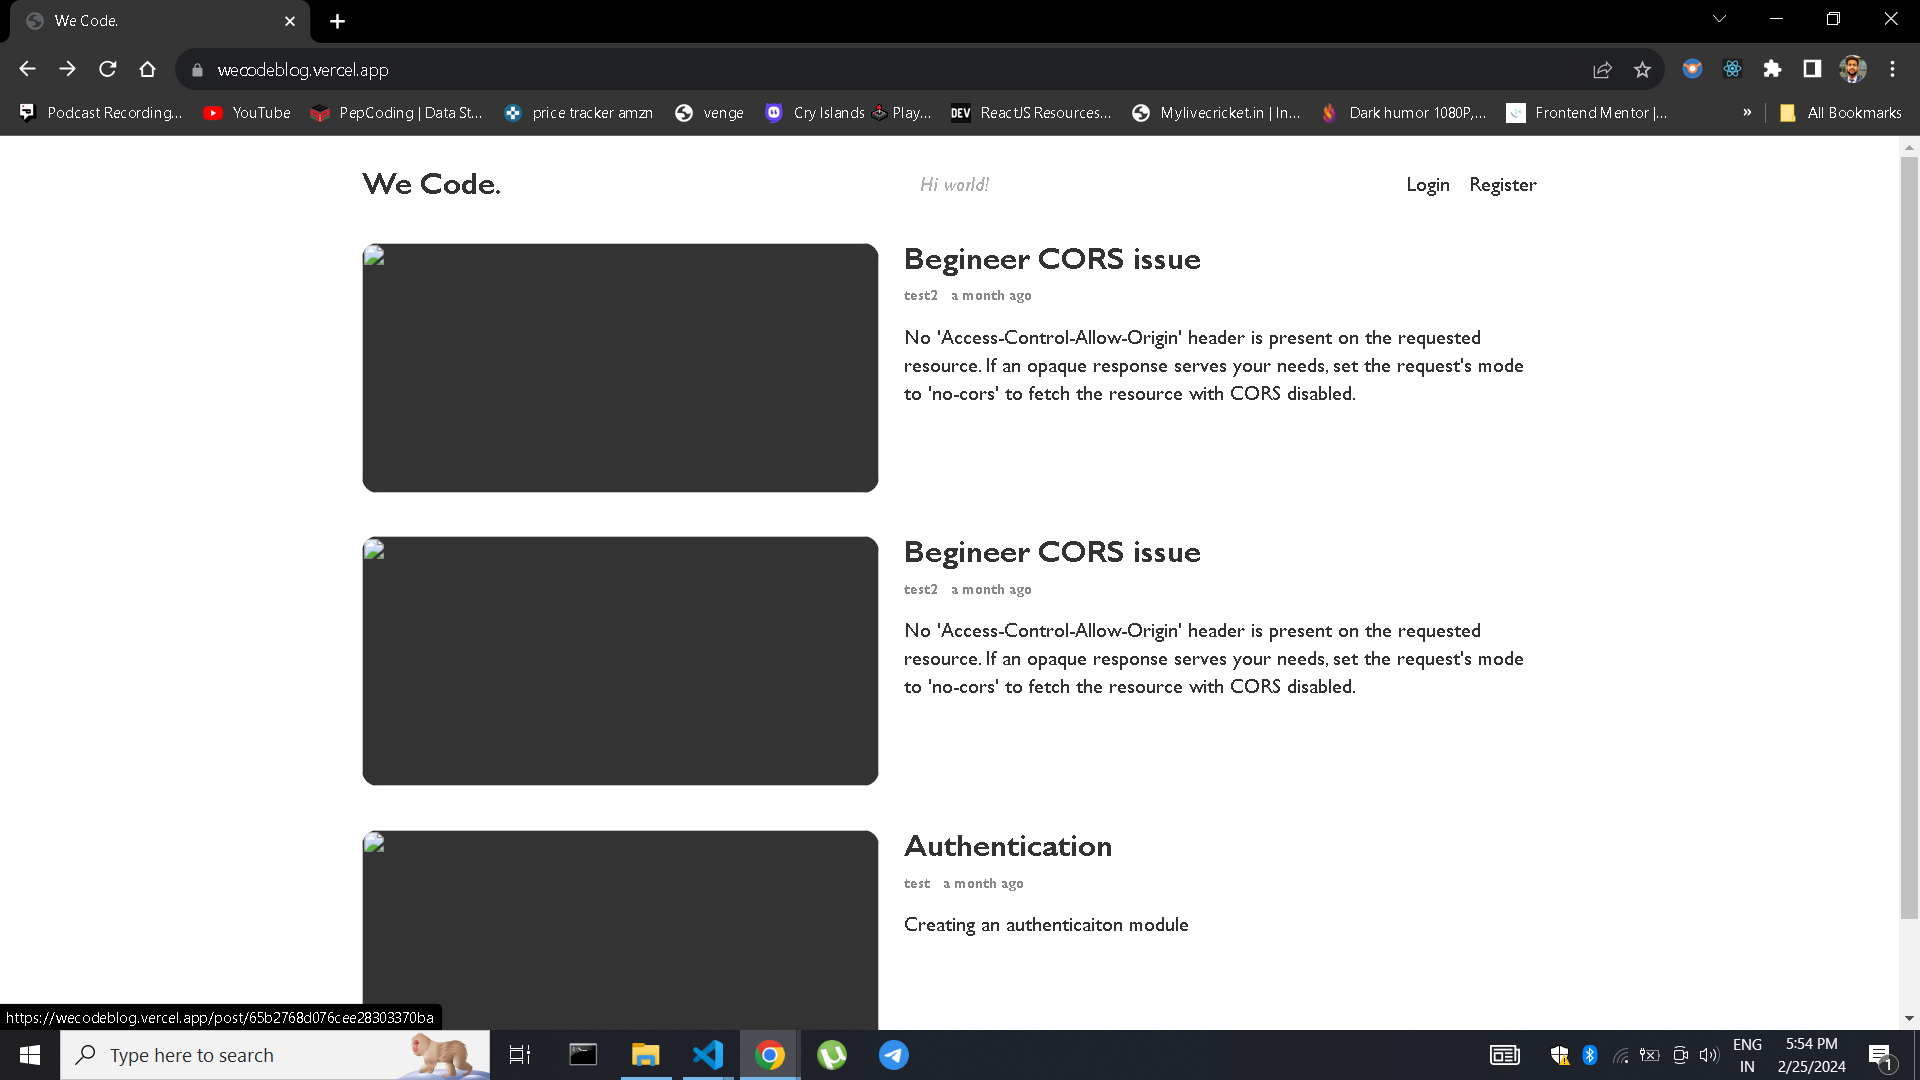 We Code.
wecodeblog.vercel.app
Podcast Recording... YouTube PepCoding | Data St... price tracker amzn venge Cry Islands Play... DEV ReactJS Resources... Mylivecricket.in | In... Dark humor 1080P,... Frontend Mentor |... » All Bookmarks
We Code. Hi world! Login Register
Begineer CORS issue
test2 a month ago
No 'Access-Control-Allow-Origin' header is present on the requested
resource. If an opaque response serves your needs, set the request's mode
to 'no-cors' to fetch the resource with CORS disabled.
Begineer CORS issue
test2 a month ago
No 'Access-Control-Allow-Origin' header is present on the requested
resource. If an opaque response serves your needs, set the request's mode
to 'no-cors' to fetch the resource with CORS disabled.
Authentication
test a month ago
Creating an authenticaiton module
https://wecodeblog.vercel.app/post/65b2768d076cee28303370ba
Type here to search
ENG
IN
5:54 PM
2/25/2024
1